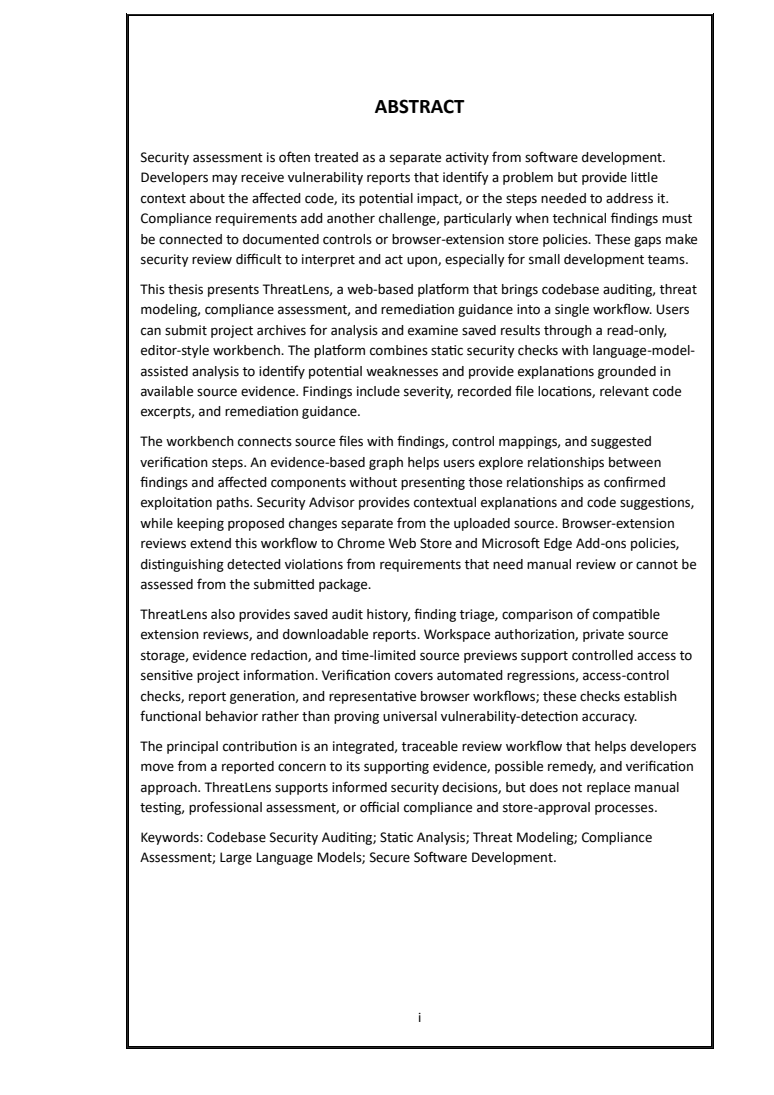 ABSTRACT
Security assessment is often treated as a separate activity from software development.
Developers may receive vulnerability reports that identify a problem but provide little
context about the affected code, its potential impact, or the steps needed to address it.
Compliance requirements add another challenge, particularly when technical findings must
be connected to documented controls or browser-extension store policies. These gaps make
security review difficult to interpret and act upon, especially for small development teams.
This thesis presents ThreatLens, a web-based platform that brings codebase auditing, threat
modeling, compliance assessment, and remediation guidance into a single workflow. Users
can submit project archives for analysis and examine saved results through a read-only,
editor-style workbench. The platform combines static security checks with language-model-
assisted analysis to identify potential weaknesses and provide explanations grounded in
available source evidence. Findings include severity, recorded file locations, relevant code
excerpts, and remediation guidance.
The workbench connects source files with findings, control mappings, and suggested
verification steps. An evidence-based graph helps users explore relationships between
findings and affected components without presenting those relationships as confirmed
exploitation paths. Security Advisor provides contextual explanations and code suggestions,
while keeping proposed changes separate from the uploaded source. Browser-extension
reviews extend this workflow to Chrome Web Store and Microsoft Edge Add-ons policies,
distinguishing detected violations from requirements that need manual review or cannot be
assessed from the submitted package.
ThreatLens also provides saved audit history, finding triage, comparison of compatible
extension reviews, and downloadable reports. Workspace authorization, private source
storage, evidence redaction, and time-limited source previews support controlled access to
sensitive project information. Verification covers automated regressions, access-control
checks, report generation, and representative browser workflows; these checks establish
functional behavior rather than proving universal vulnerability-detection accuracy.
The principal contribution is an integrated, traceable review workflow that helps developers
move from a reported concern to its supporting evidence, possible remedy, and verification
approach. ThreatLens supports informed security decisions, but does not replace manual
testing, professional assessment, or official compliance and store-approval processes.
Keywords: Codebase Security Auditing; Static Analysis; Threat Modeling; Compliance
Assessment; Large Language Models; Secure Software Development.
i